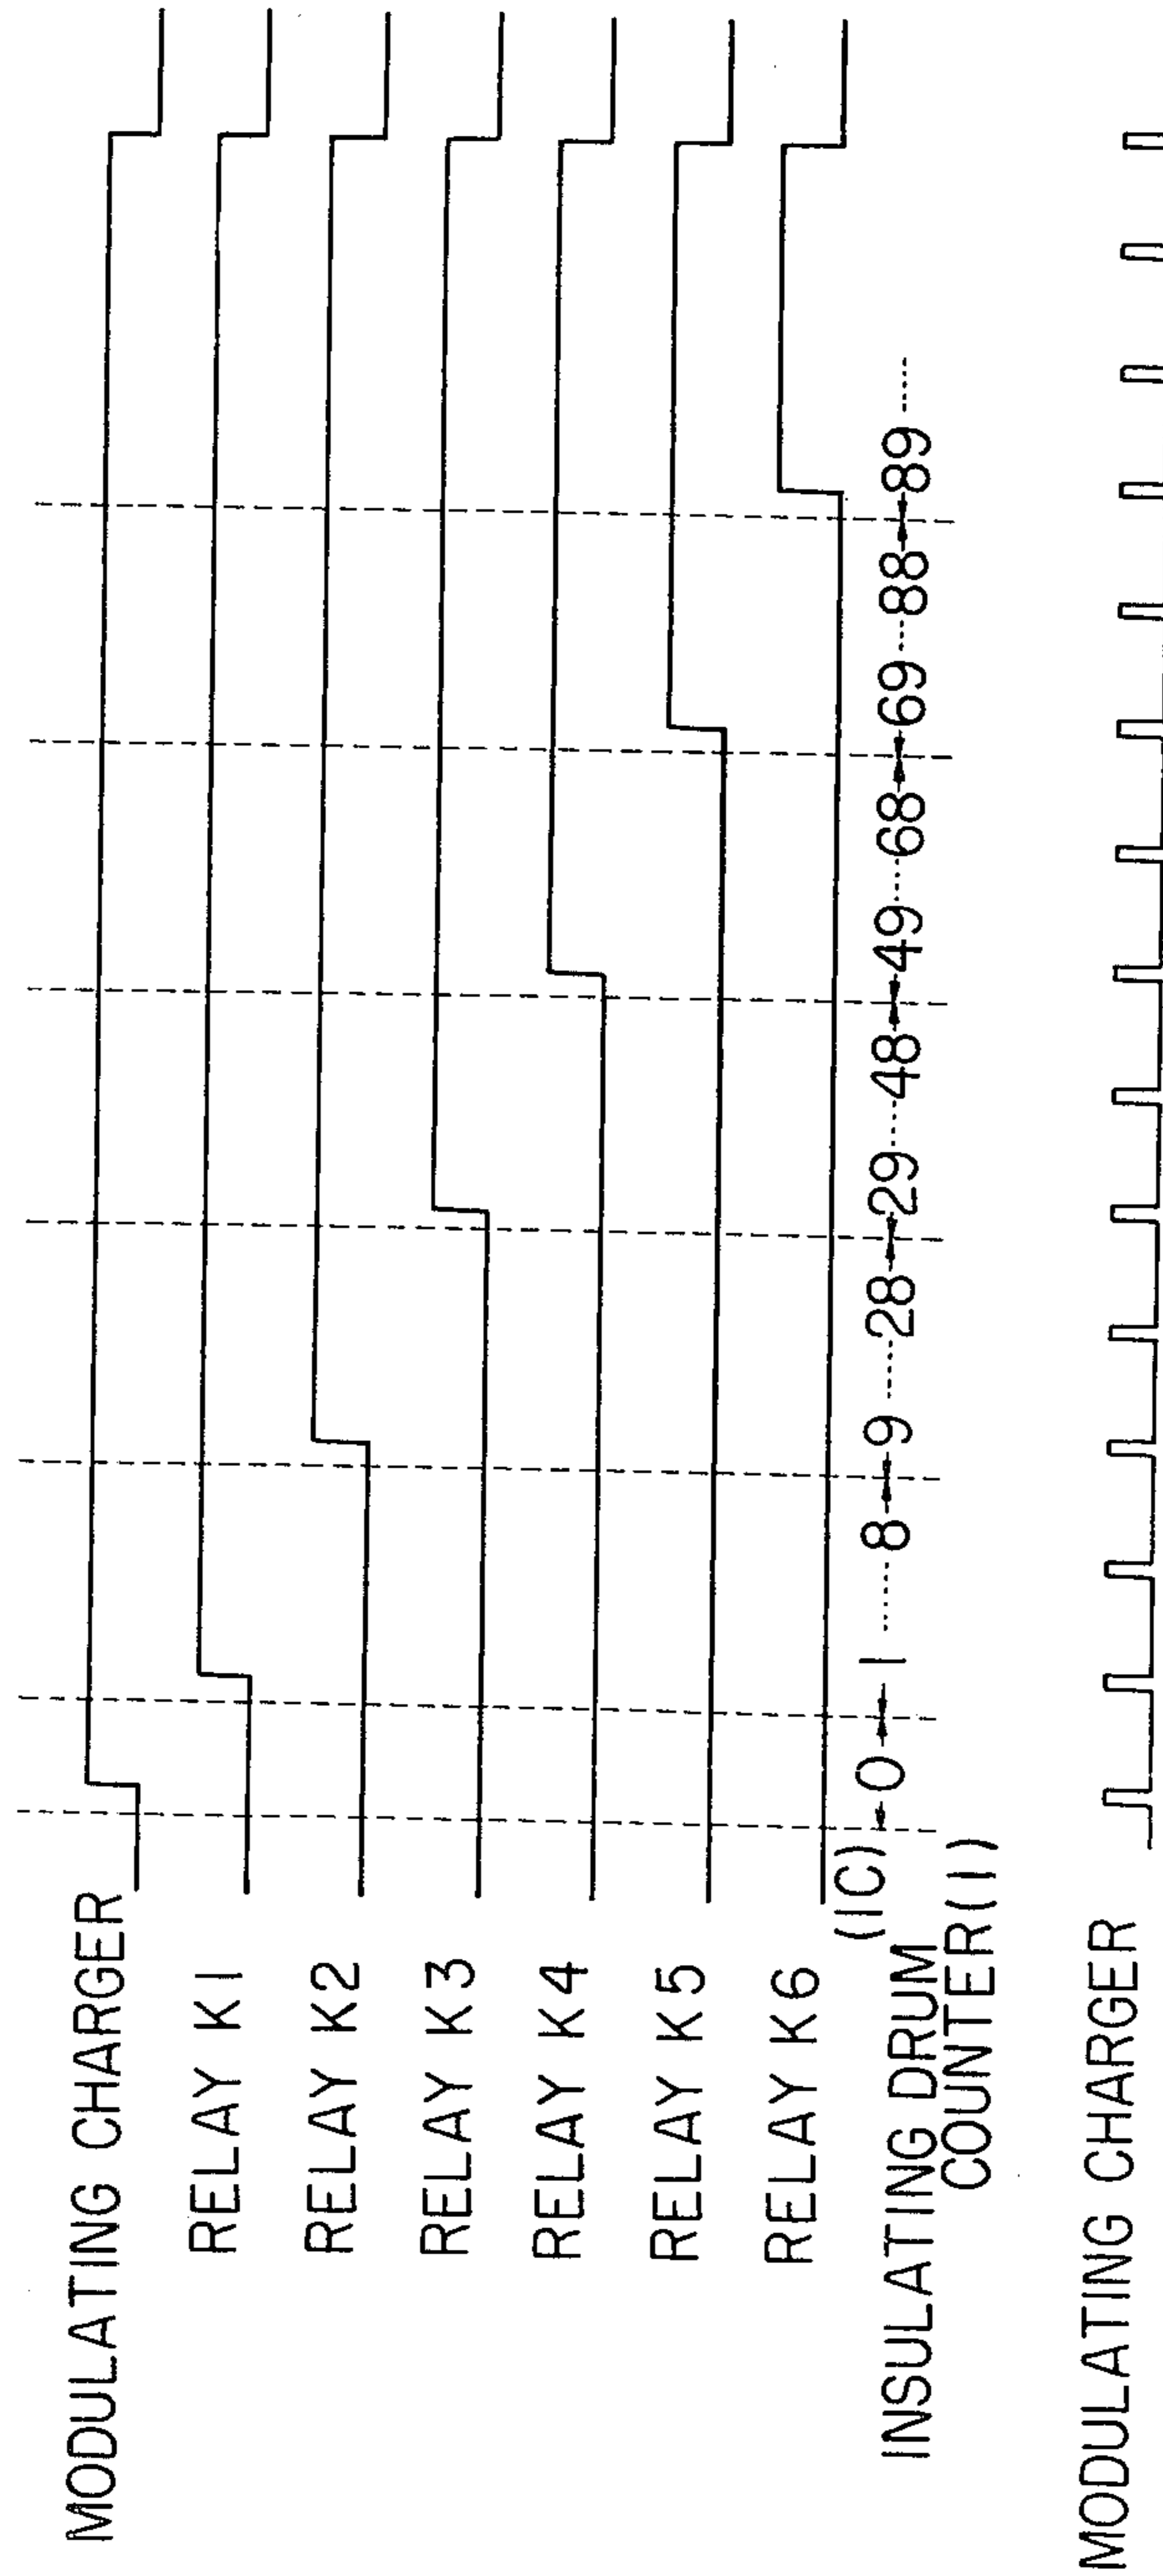 MODULATING CHARGER
RELAY K1
RELAY K2
RELAY K3
RELAY K4
RELAY K5
RELAY K6
(IC)
INSULATING DRUM COUNTER(1)
0 1 ...... 8 9 ...... 28 29 ...... 48 49 ...... 68 69 ...... 88 89 ......
MODULATING CHARGER